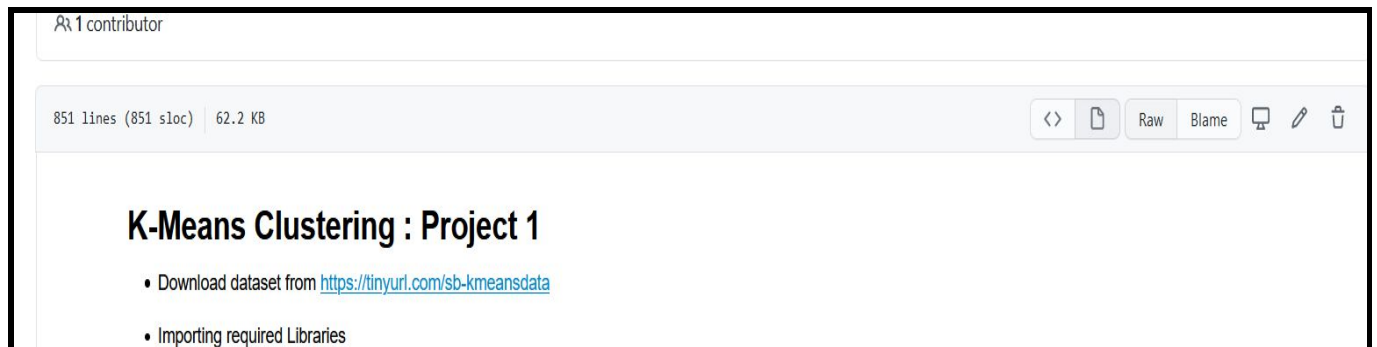 1 contributor
851 lines (851 sloc) 62.2 KB
<> Raw Blame
K-Means Clustering : Project 1
• Download dataset from https://tinyurl.com/sb-kmeansdata
• Importing required Libraries